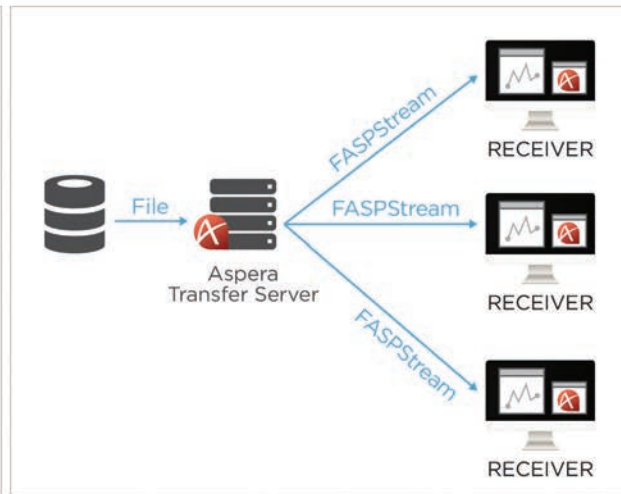 FASPStream
RECEIVER
File
FASPStream
Aspera
Transfer Server
RECEIVER
FASPStream
RECEIVER